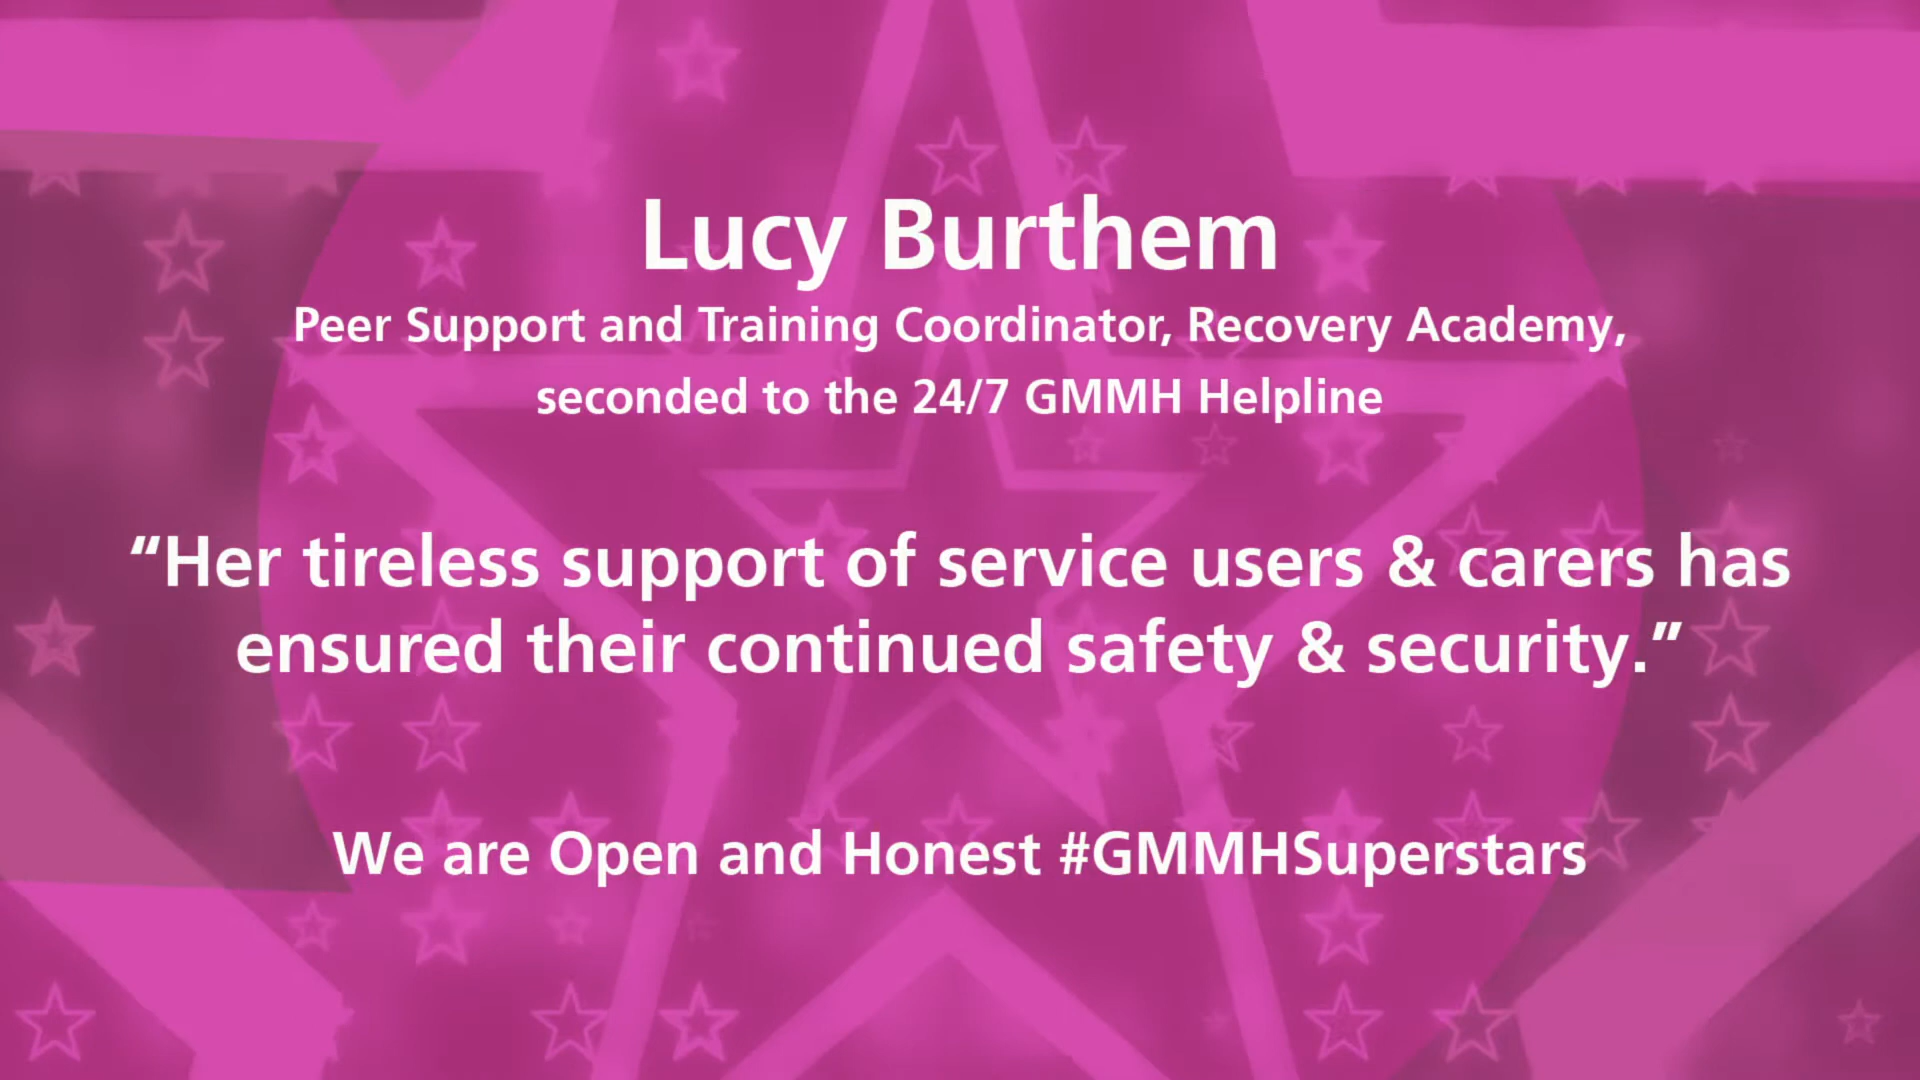 Lucy Burthem
Peer Support and Training Coordinator, Recovery Academy,
seconded to the 24/7 GMMH Helpline
“Her tireless support of service users & carers has
ensured their continued safety & security.”
We are Open and Honest #GMMHSuperstars